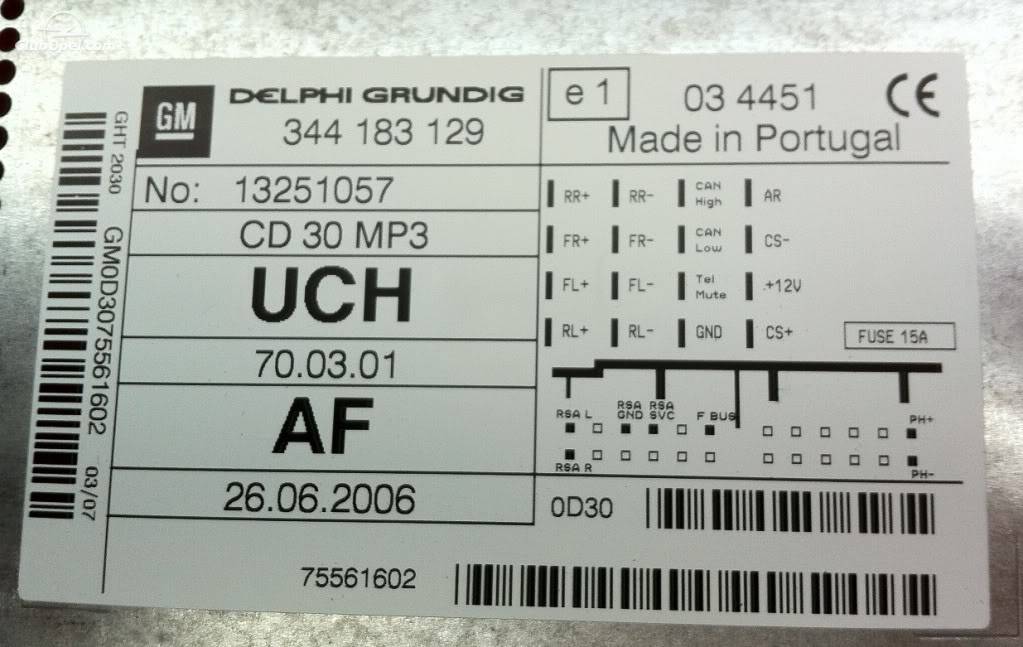 ClubOpel.com
GM
DELPHI GRUNDIG
344 183 129
No: 13251057
CD 30 MP3
UCH
70.03.01
AF
26.06.2006
e 1
03 4451
CE
Made in Portugal
RR+ RR- CAN High AR
FR+ FR- CAN Low CS-
FL+ FL- Tel Mute +12V
RL+ RL- GND CS+
FUSE 15A
RSA L RSA GND RSA SVC F BUS PH+
RSA R PH-
0D30
75561602
GHT 2030
GM0D3075561602 03/07